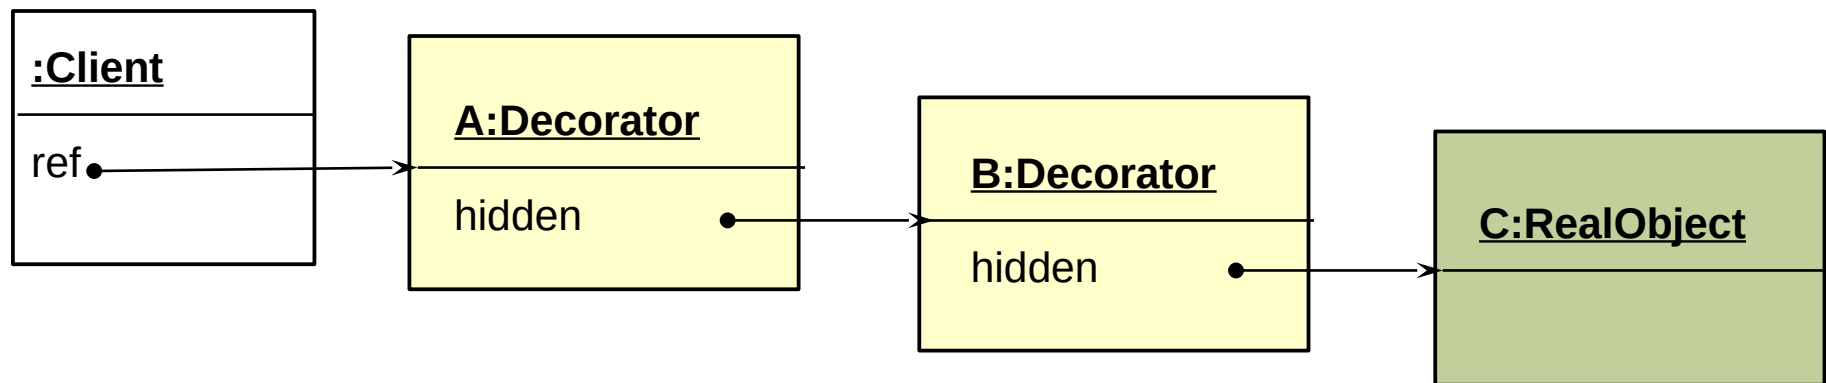 :Client
ref
A:Decorator
hidden
B:Decorator
hidden
C:RealObject